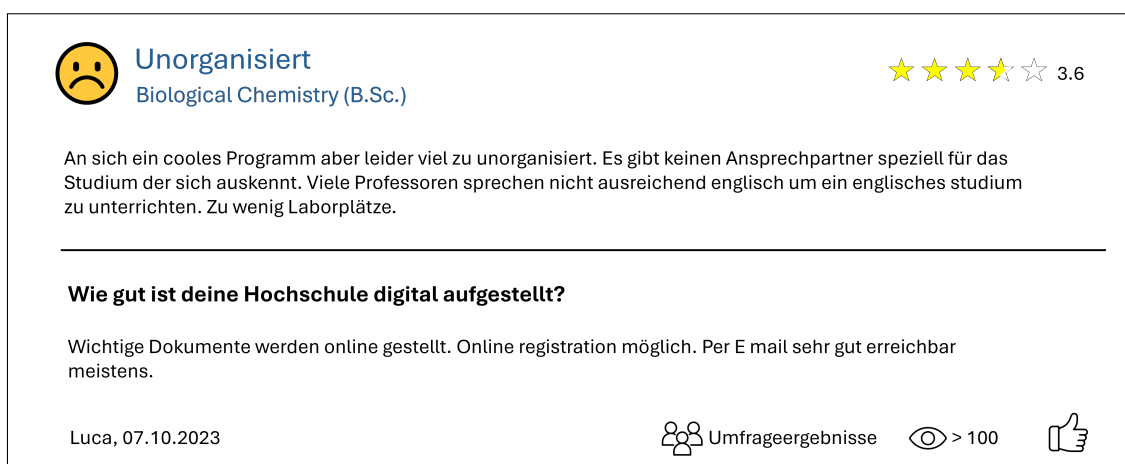 Unorganisiert
3.6
Biological Chemistry (B.Sc.)
An sich ein cooles Programm aber leider viel zu unorganisiert. Es gibt keinen Ansprechpartner speziell für das
Studium der sich auskennt. Viele Professoren sprechen nicht ausreichend englisch um ein englisches studium
zu unterrichten. Zu wenig Laborplätze.
Wie gut ist deine Hochschule digital aufgestellt?
Wichtige Dokumente werden online gestellt. Online registration möglich. Per E mail sehr gut erreichbar
meistens.
Luca, 07.10.2023
Umfrageergebnisse
> 100